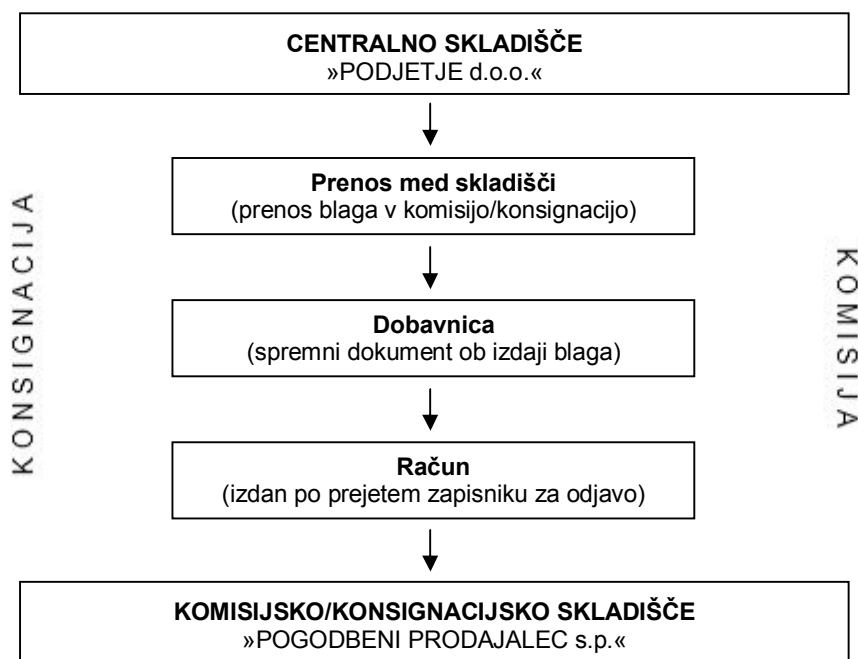 CENTRALNO SKLADIŠČE
»PODJETJE d.o.o.«
Prenos med skladišči
(prenos blaga v komisijo/konsignacijo)
KONSIGNACIJA
KOMISIJA
Dobavnica
(spremni dokument ob izdaji blaga)
Račun
(izdan po prejetem zapisniku za odjavo)
KOMISIJSKO/KONSIGNACIJSKO SKLADIŠČE
»POGODBENI PRODAJALEC s.p.«